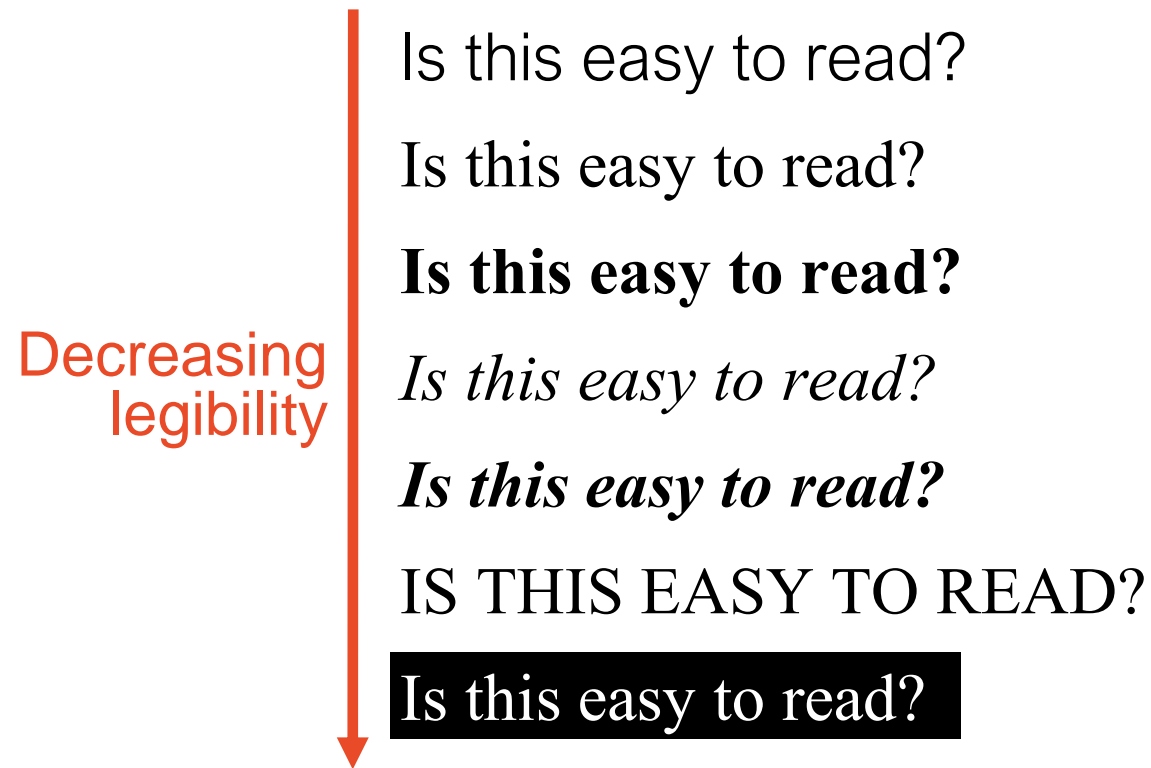 Decreasing
legibility
Is this easy to read?
Is this easy to read?
Is this easy to read?
Is this easy to read?
Is this easy to read?
IS THIS EASY TO READ?
Is this easy to read?